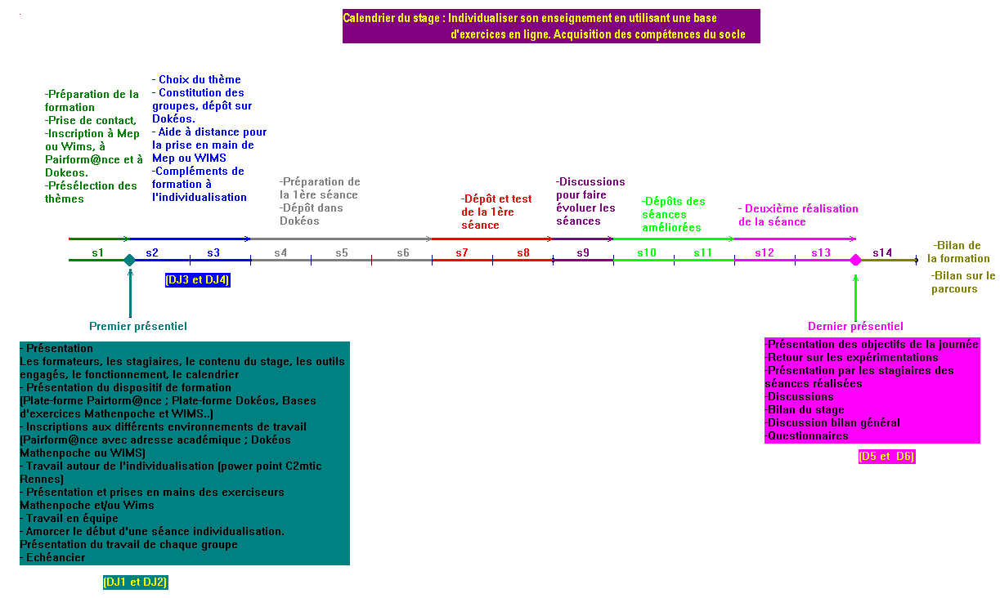 Calendrier du stage : Individualiser son enseignement en utilisant une base
d'exercices en ligne. Acquisition des compétences du socle
-Préparation de la
formation
-Prise de contact,
-Inscription à Mep
ou Wims, à
Pairform@nce et à
Dokeos.
-Présélection des
thèmes
- Choix du thème
- Constitution des
groupes, dépôt sur
Dokéos.
- Aide à distance pour
la prise en main de
Mep ou WIMS
-Compléments de
formation à
l'individualisation
-Préparation de
la 1ère séance
-Dépôt dans
Dokéos
-Dépôt et test
de la 1ère
séance
-Discussions
pour faire
évoluer les
séances
-Dépôts des
séances
améliorées
- Deuxième réalisation
de la séance
s1 s2 s3 s4 s5 s6 s7 s8 s9 s10 s11 s12 s13 s14
-Bilan de
la formation
-Bilan sur le
parcours
(DJ3 et DJ4)
Premier présentiel
- Présentation
Les formateurs, les stagiaires, le contenu du stage, les outils
engagés, le fonctionnement, le calendrier
- Présentation du dispositif de formation
(Plate-forme Pairtorm@nce ; Plate-forme Dokéos, Bases
d'exercices Mathenpoche et WIMS..)
- Inscriptions aux différents environnements de travail
(Pairform@nce avec adresse académique ; Dokéos
Mathenpoche ou WIMS)
- Travail autour de l'individualisation (power point C2mtic
Rennes)
- Présentation et prises en mains des exerciseurs
Mathenpoche et/ou Wims
- Travail en équipe
- Amorcer le début d'une séance individualisation.
Présentation du travail de chaque groupe
- Echéancier
(DJ1 et DJ2)
Dernier présentiel
-Présentation des objectifs de la journée
-Retour sur les expérimentations
-Présentation par les stagiaires des
séances réalisées
-Discussions
-Bilan du stage
-Discussion bilan général
-Questionnaires
(D5 et D6)